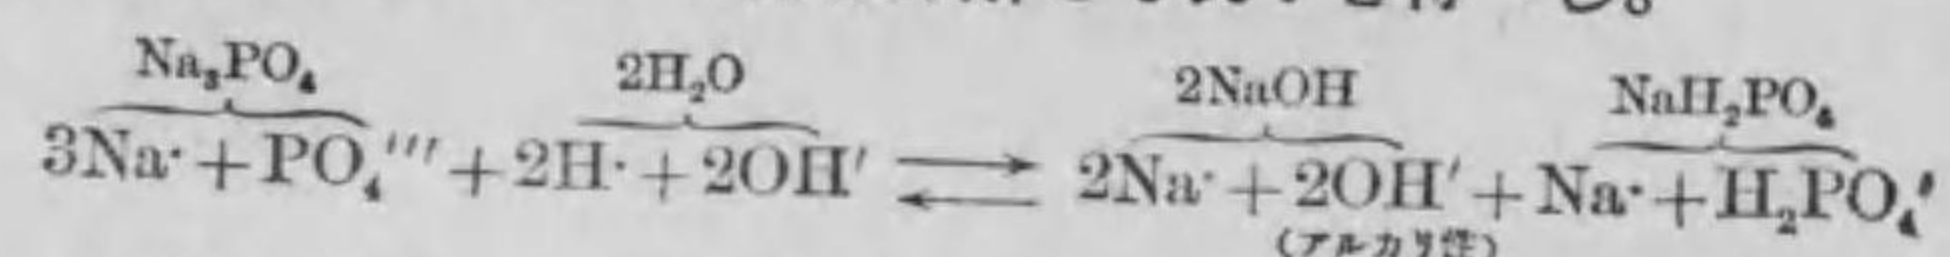 Na₃PO₄ 2H₂O 2NaOH NaH₂PO₄
3Na· + PO₄′′′ + 2H· + 2OH′ ⇄ 2Na· + 2OH′ + Na· + H₂PO₄′
(アルカリ性)